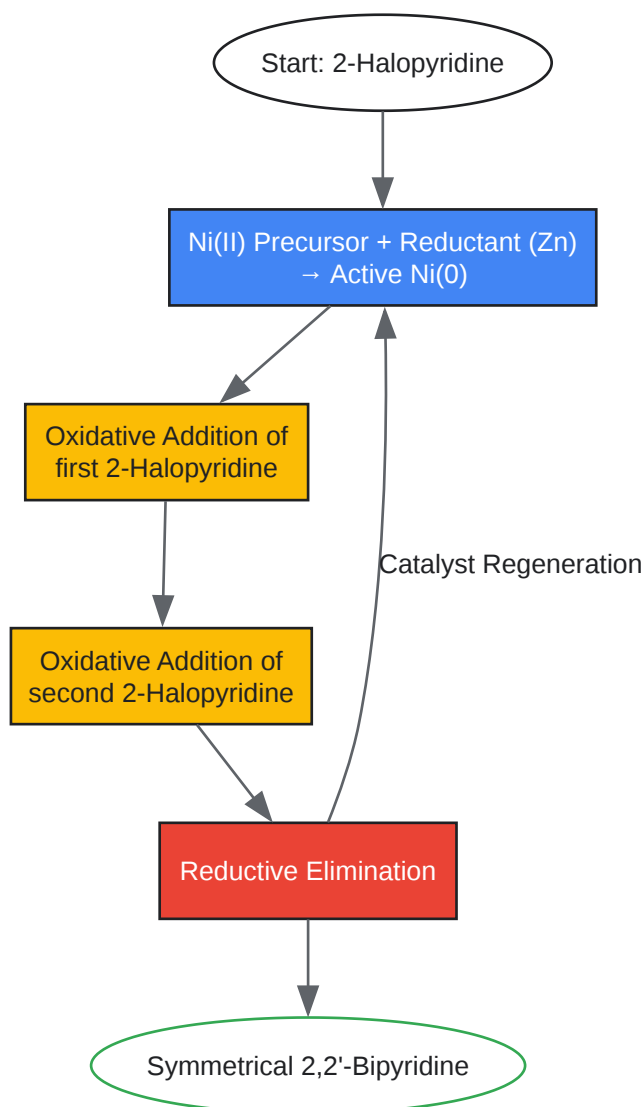 Start: 2-Halopyridine
Ni(II) Precursor + Reductant (Zn)
→ Active Ni(0)
Oxidative Addition of
first 2-Halopyridine
Catalyst Regeneration
Oxidative Addition of
second 2-Halopyridine
Reductive Elimination
Symmetrical 2,2'-Bipyridine